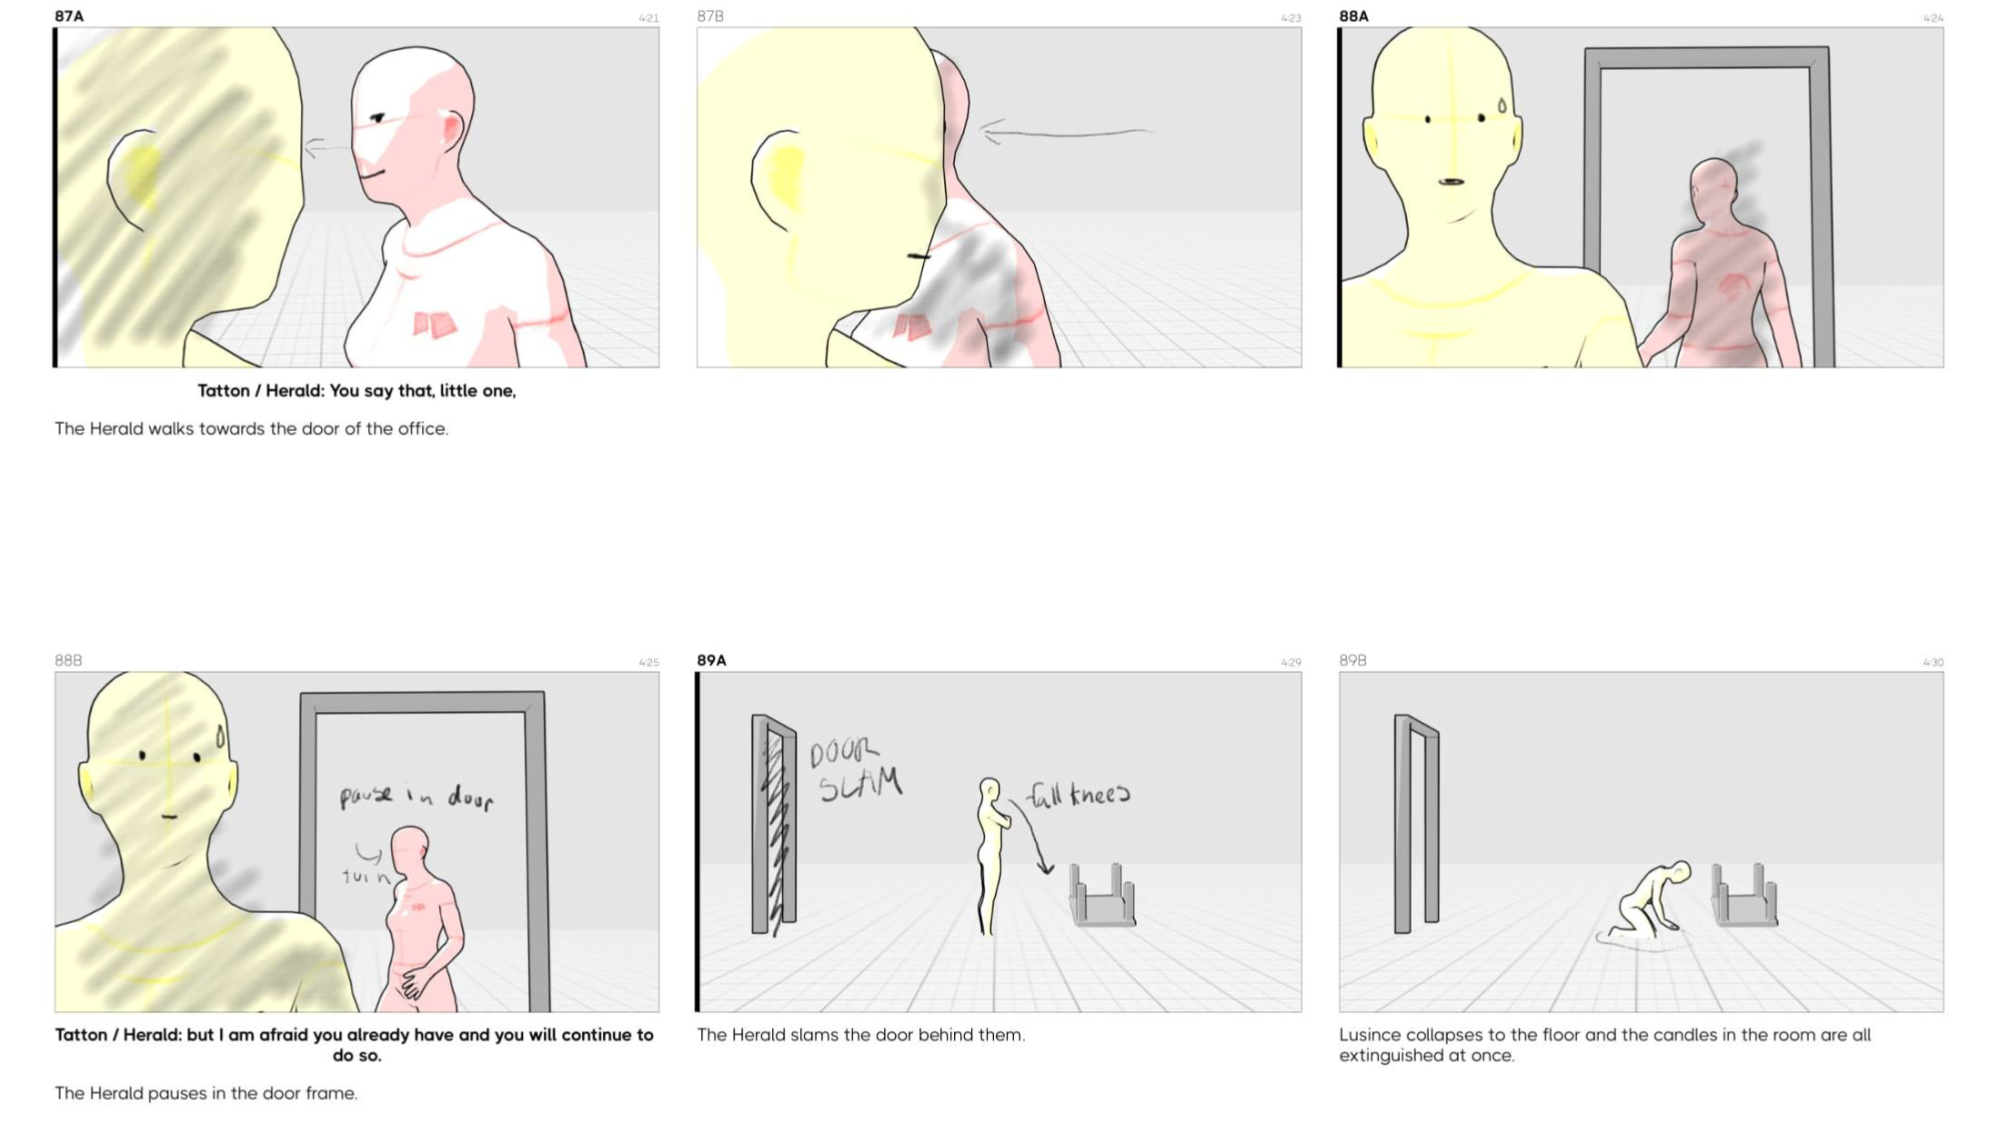 87A
4:21
87B
4:23
88A
4:24
Tatton / Herald: You say that, little one,
The Herald walks towards the door of the office.
88B
4:25
89A
4:29
89B
4:30
pause in door
turn
DOOR
SLAM
fall knees
Tatton / Herald: but I am afraid you already have and you will continue to
do so.
The Herald pauses in the door frame.
The Herald slams the door behind them.
Lusince collapses to the floor and the candles in the room are all
extinguished at once.